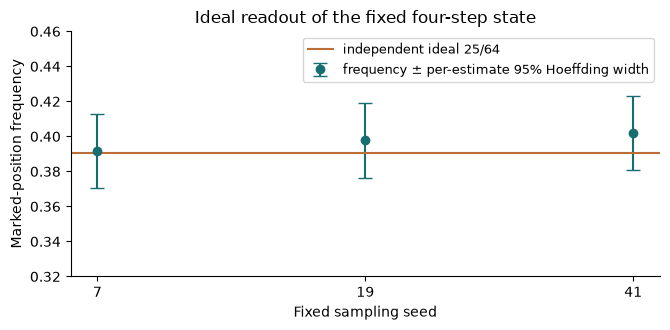 Ideal readout of the fixed four-step state
independent ideal 25/64
frequency ± per-estimate 95% Hoeffding width
Marked-position frequency
0.46
0.44
0.42
0.40
0.38
0.36
0.34
0.32
7
19
41
Fixed sampling seed